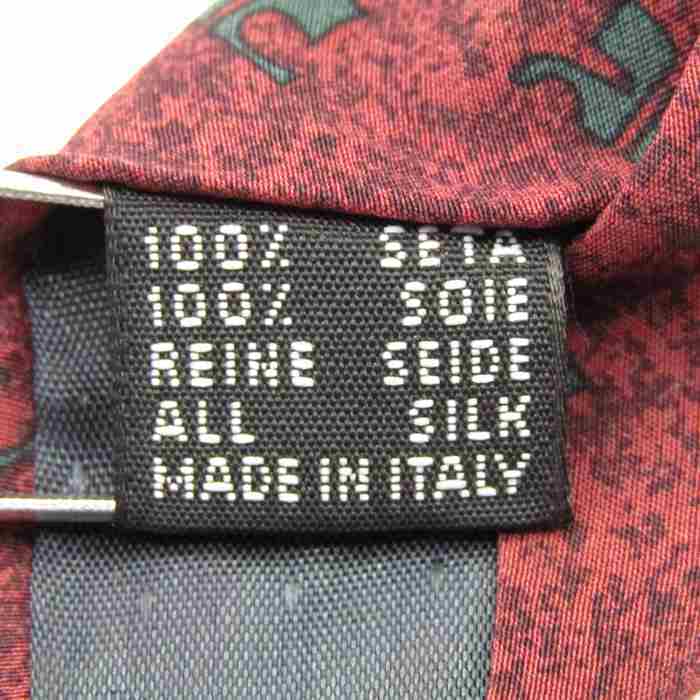 100% SETA
100% SOIE
REINE SEIDE
ALL SILK
MADE IN ITALY